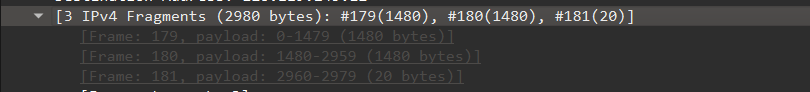 [3 IPv4 Fragments (2980 bytes): #179(1480), #180(1480), #181(20)]
[Frame: 179, payload: 0-1479 (1480 bytes)]
[Frame: 180, payload: 1480-2959 (1480 bytes)]
[Frame: 181, payload: 2960-2979 (20 bytes)]